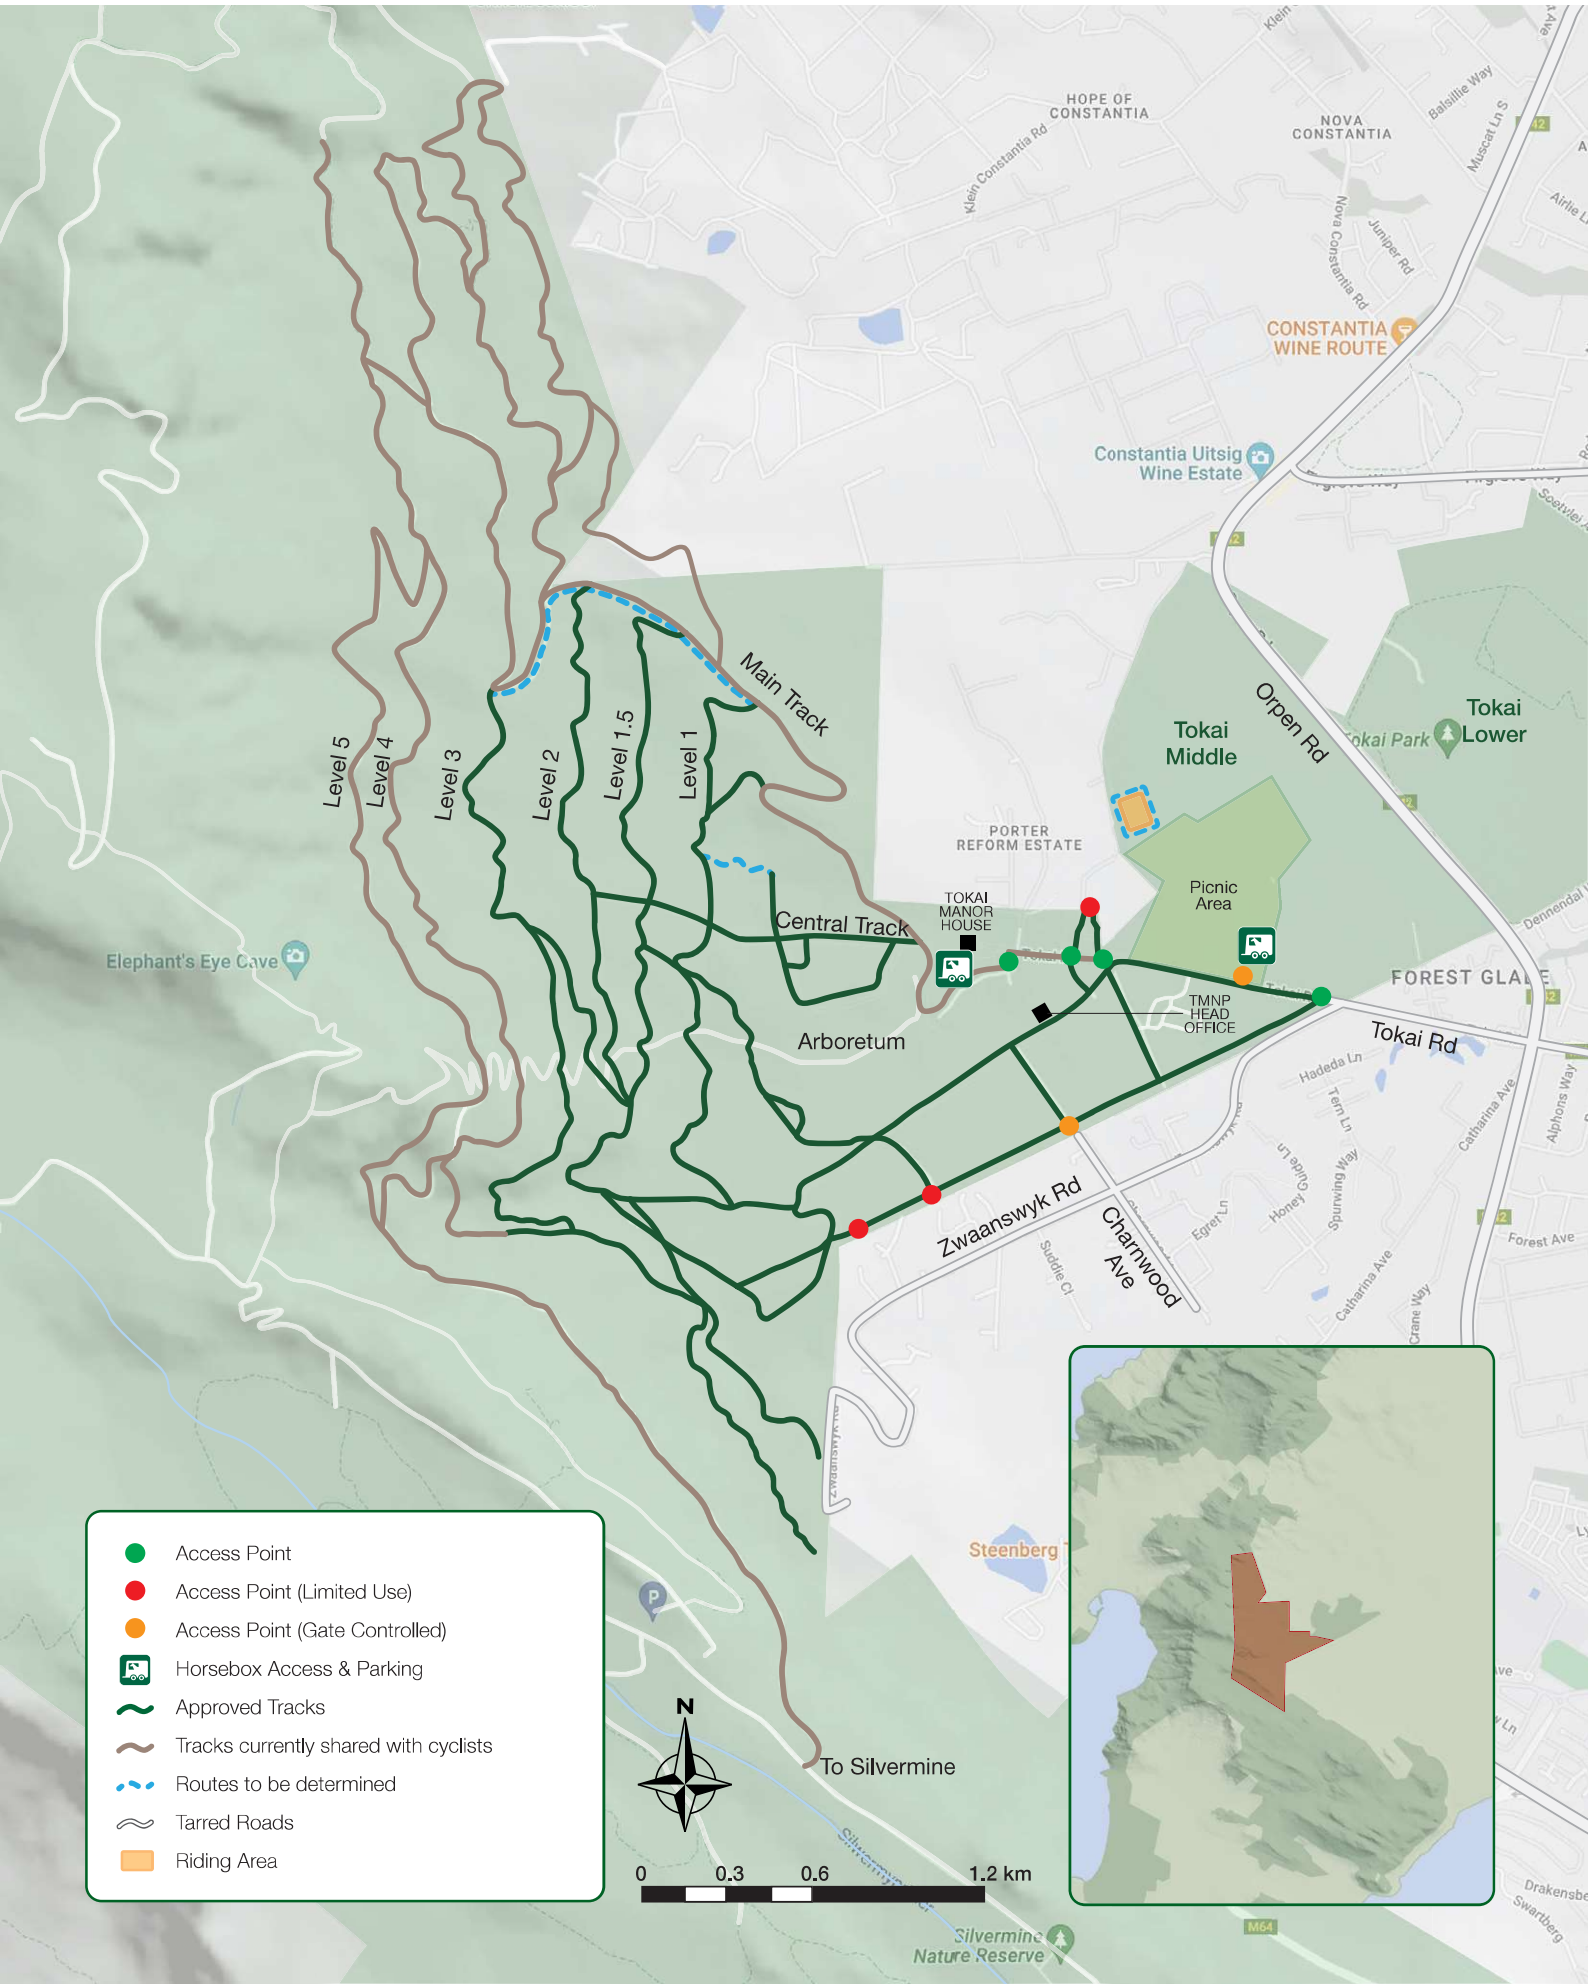 HOPE OF
CONSTANTIA
NOVA
CONSTANTIA
Balsillie Way
Muscat Ln S
Klein Constantia Rd
Nova Constantia Rd
Juniper Rd
CONSTANTIA
WINE ROUTE
Constantia Uitsig
Wine Estate
Orpen Rd
Tokai Park
Tokai
Lower
Tokai
Middle
Main Track
Level 5
Level 4
Level 3
Level 2
Level 1.5
Level 1
PORTER
REFORM ESTATE
Picnic
Area
TOKAI
MANOR
HOUSE
Central Track
Elephant's Eye Cave
FOREST GLADE
TMNP
HEAD
OFFICE
Tokai Rd
Arboretum
Hadeda Ln
Tern Ln
Catharina Ave
Alphons Way
Honey Guide Ln
Spurwing Way
Egret Ln
Forest Ave
Zwaanswyk Rd
Charnwood
Ave
Suddie Cl
Catharina Ave
Crane Way
Zwaanswyk Rd
Steenberg
P
Access Point
Access Point (Limited Use)
Access Point (Gate Controlled)
Horsebox Access & Parking
Approved Tracks
Tracks currently shared with cyclists
Routes to be determined
Tarred Roads
Riding Area
N
To Silvermine
0 0.3 0.6 1.2 km
Silvermine
Nature Reserve
M64
Swartberg